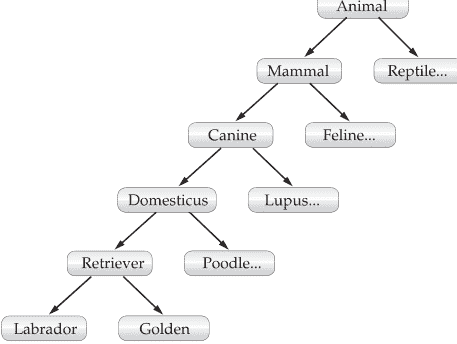 Animal
Mammal
Reptile...
Canine
Feline...
Domesticus
Lupus...
Retriever
Poodle...
Labrador
Golden